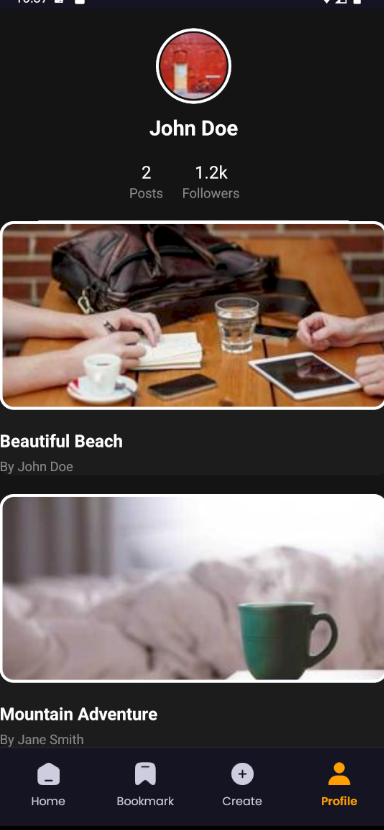 John Doe
2 1.2k
Posts Followers
Beautiful Beach
By John Doe
Mountain Adventure
By Jane Smith
Home Bookmark Create Profile